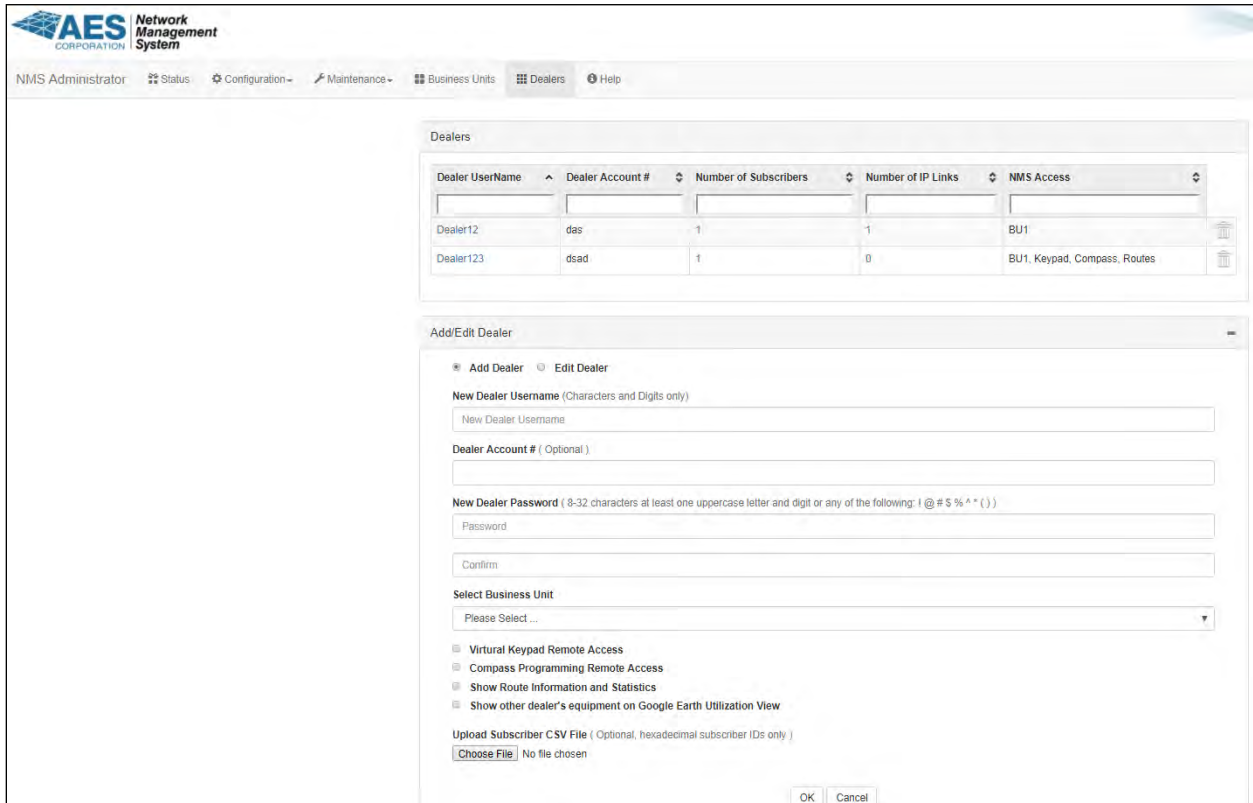 AES
CORPORATION
Network
Management
System
NMS Administrator Status Configuration Maintenance Business Units Dealers Help
Dealers
Dealer UserName Dealer Account # Number of Subscribers Number of IP Links NMS Access
Dealer12 das 1 1 BU1
Dealer123 dsad 1 0 BU1, Keypad, Compass, Routes
Add/Edit Dealer
Add Dealer Edit Dealer
New Dealer Username (Characters and Digits only)
New Dealer Username
Dealer Account # ( Optional )
New Dealer Password ( 8-32 characters at least one uppercase letter and digit or any of the following: ! @ # $ % ^ * ( ) )
Password
Confirm
Select Business Unit
Please Select ...
Virtural Keypad Remote Access
Compass Programming Remote Access
Show Route Information and Statistics
Show other dealer's equipment on Google Earth Utilization View
Upload Subscriber CSV File ( Optional, hexadecimal subscriber IDs only )
Choose File No file chosen
OK Cancel